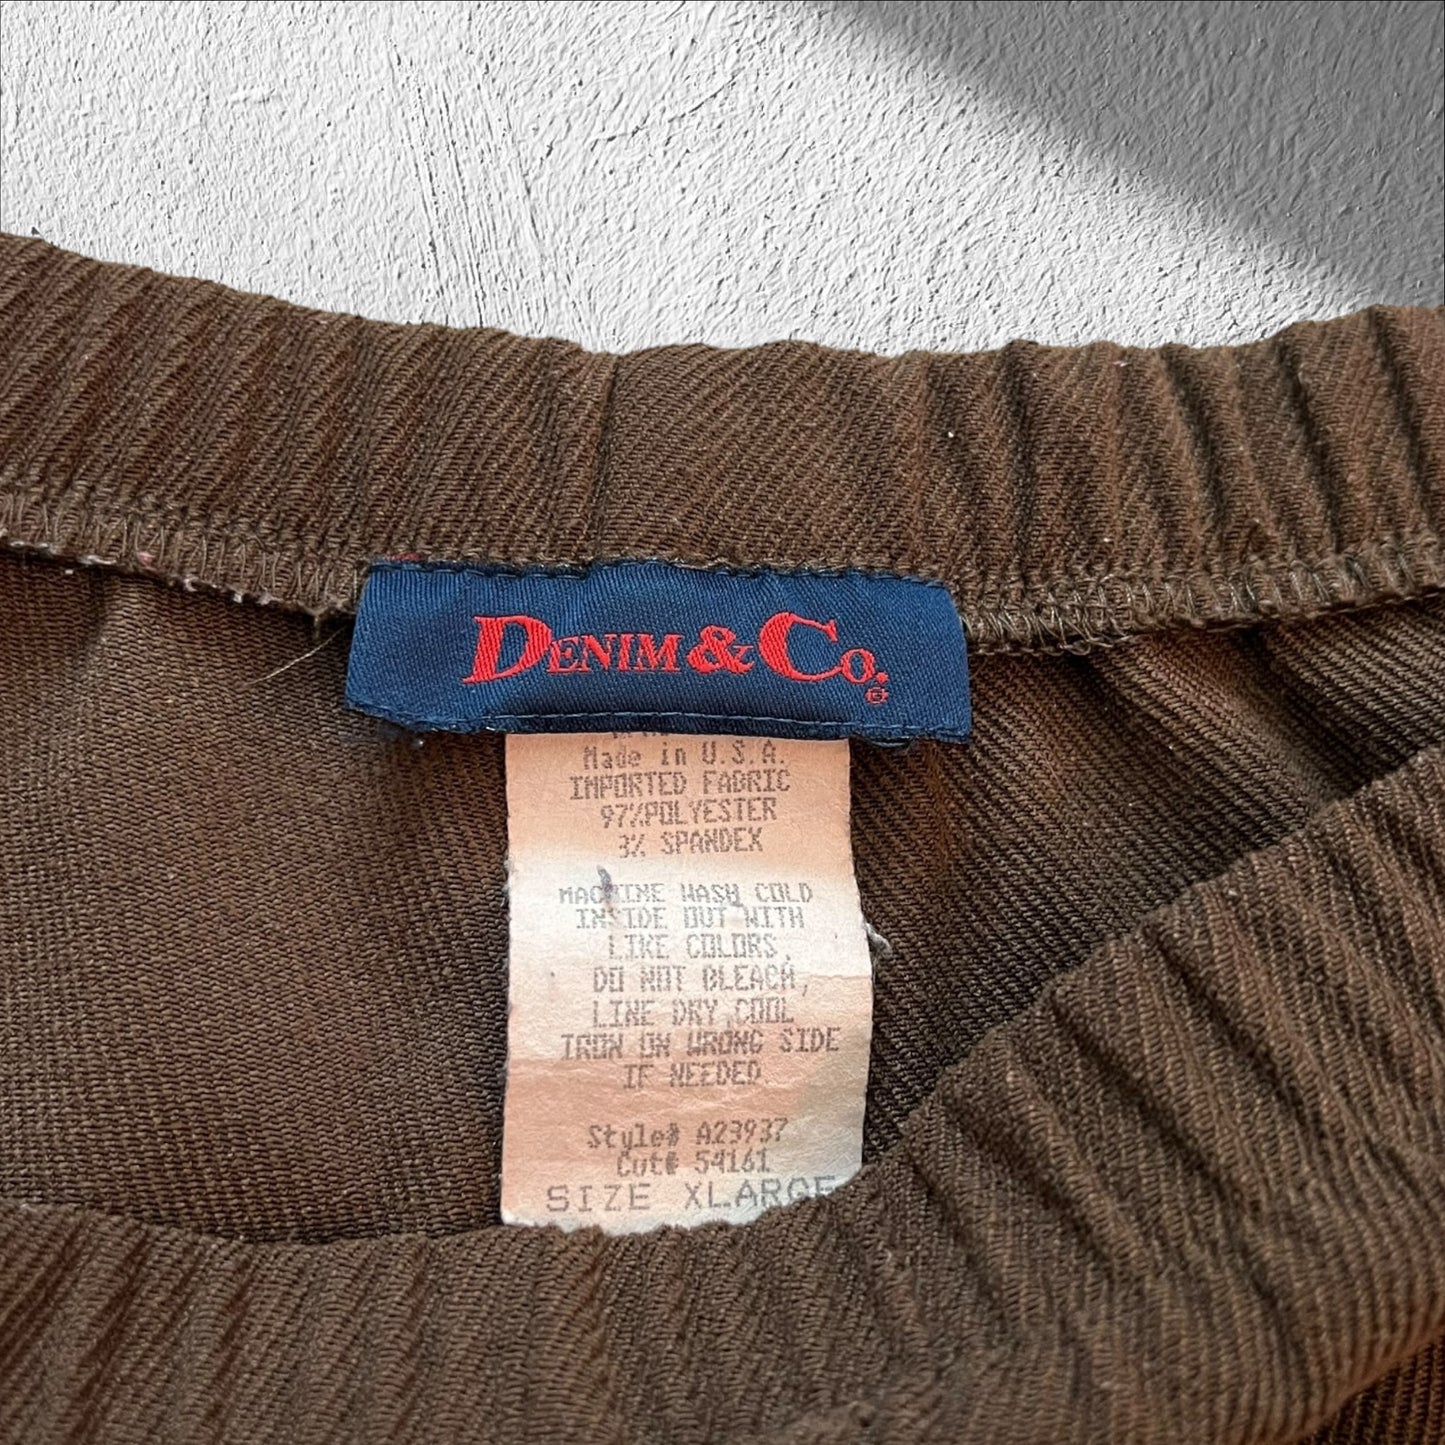 DENIM & CO.
Made in U.S.A.
IMPORTED FABRIC
97% POLYESTER
3% SPANDEX
MACHINE WASH COLD
INSIDE OUT WITH
LIKE COLORS,
DO NOT BLEACH,
LINE DRY, COOL
IRON ON WRONG SIDE
IF NEEDED
Style# A23937
Cut# 54161
SIZE XLARGE